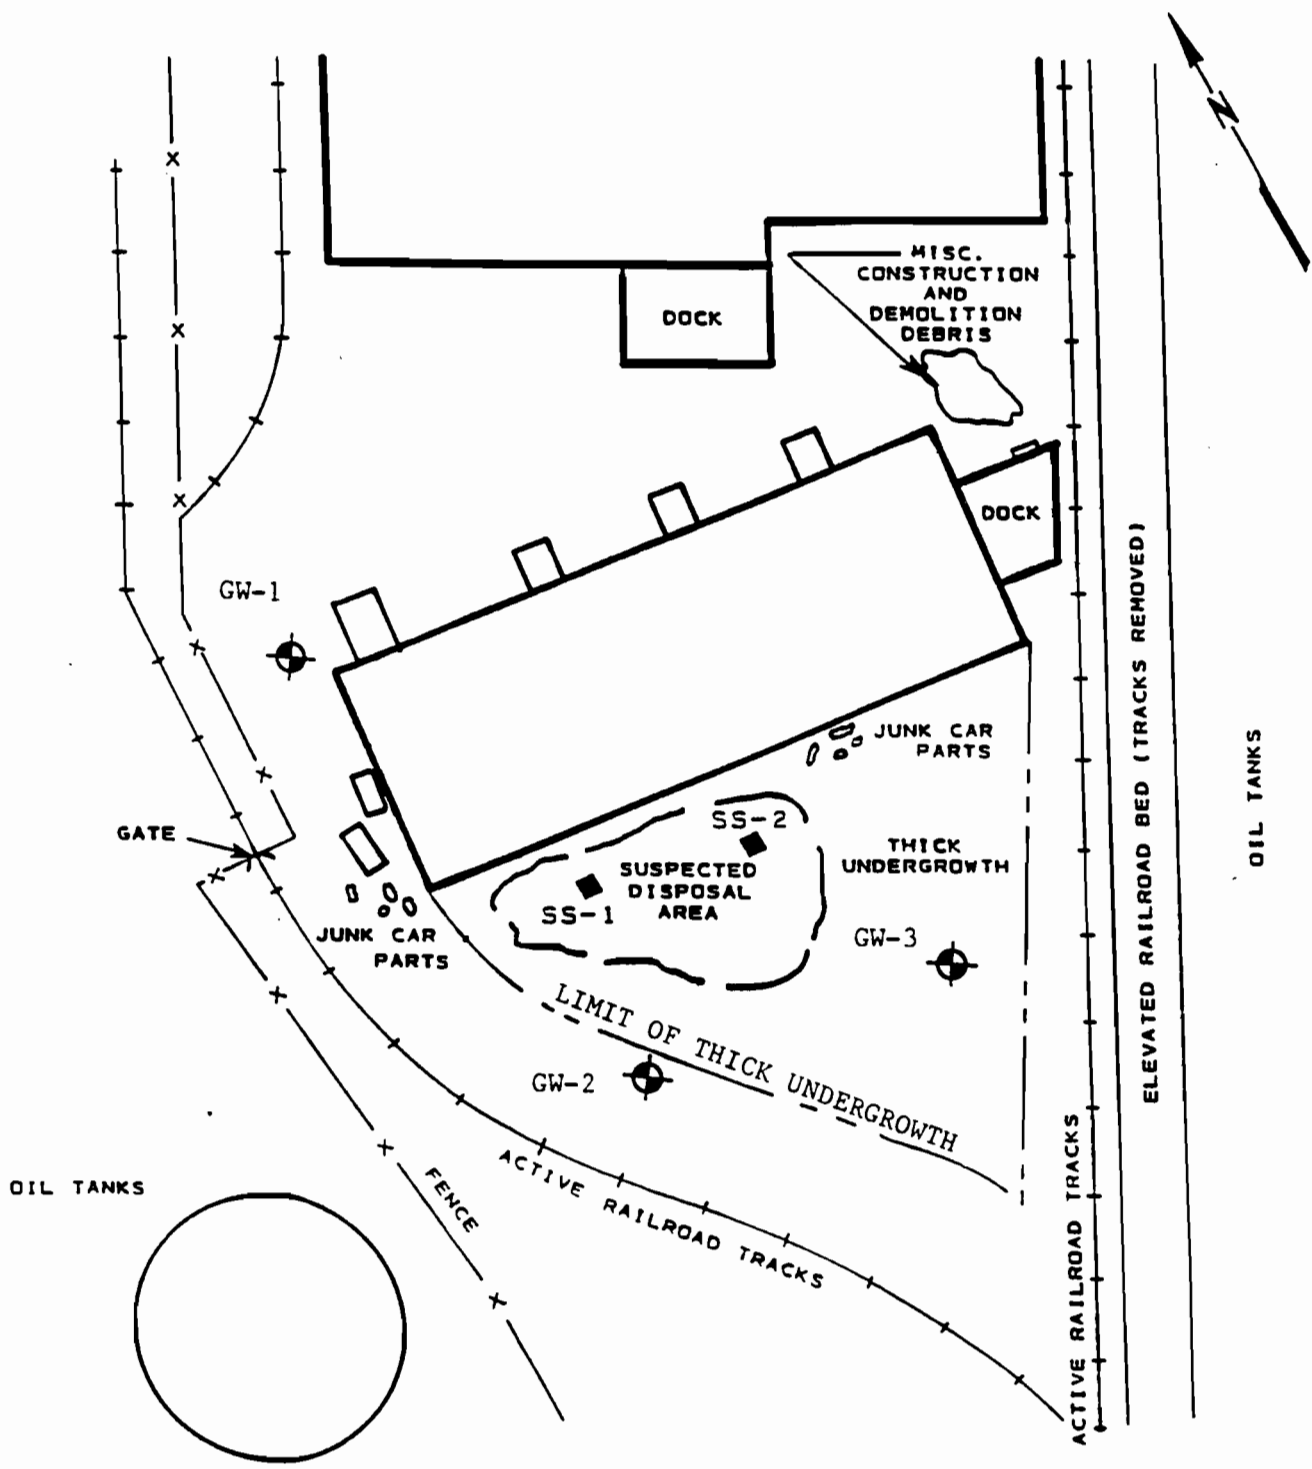 N
MISC.
CONSTRUCTION
AND
DEMOLITION
DEBRIS
DOCK
DOCK
GW-1
JUNK CAR
PARTS
GATE
SS-2
THICK
UNDERGROWTH
SUSPECTED
DISPOSAL
AREA
SS-1
JUNK CAR
PARTS
GW-3
LIMIT OF THICK UNDERGROWTH
GW-2
ACTIVE RAILROAD TRACKS
FENCE
OIL TANKS
ELEVATED RAILROAD BED (TRACKS REMOVED)
OIL TANKS
ACTIVE RAILROAD TRACKS